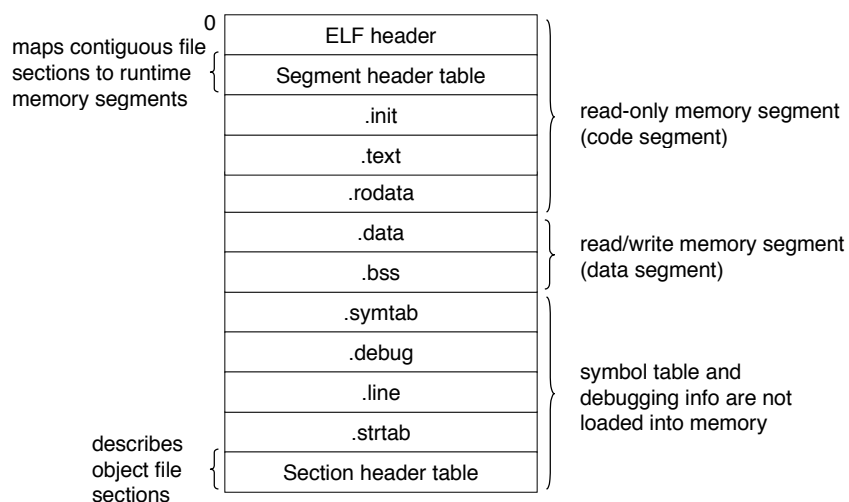 0
maps contiguous file
sections to runtime
memory segments
ELF header
Segment header table
.init
.text
.rodata
.data
.bss
.symtab
.debug
.line
.strtab
Section header table
describes
object file
sections
read-only memory segment
(code segment)
read/write memory segment
(data segment)
symbol table and
debugging info are not
loaded into memory